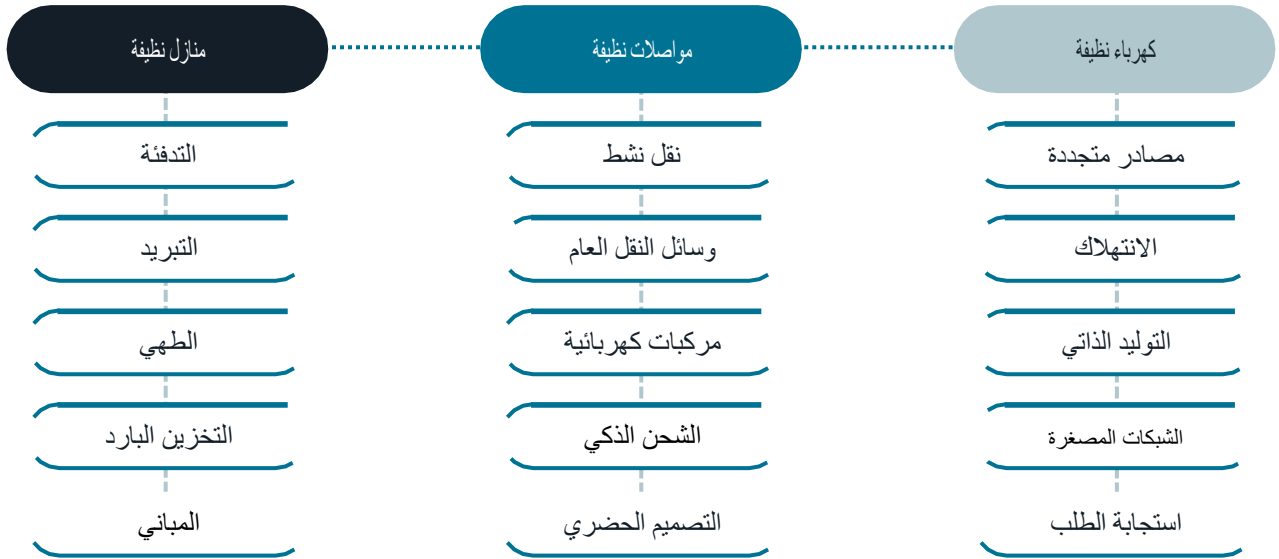 كهرباء نظيفة
مصادر متجددة
الانتهلاك
التوليد الذاتي
الشبكات المصغرة
استجابة الطلب
مواصلات نظيفة
نقل نشط
وسائل النقل العام
مركبات كهربائية
الشحن الذكي
التصميم الحضري
منازل نظيفة
التدفئة
التبريد
الطهي
التخزين البارد
المباني